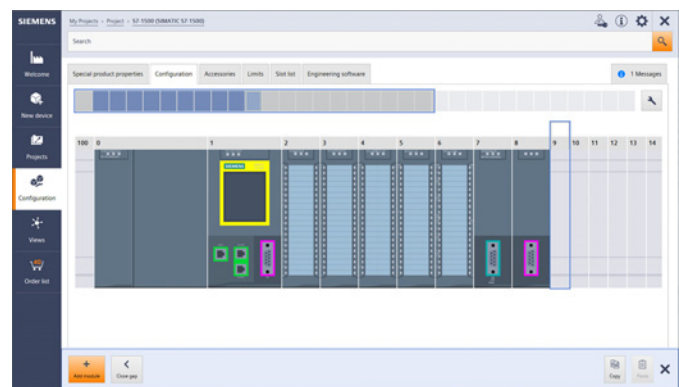 SIEMENS
My Projects > Project > S7-1500 (SIMATIC S7-1500)
Search
Welcome
New device
Projects
Configuration
Views
Order list
Special product properties Configuration Accessories Limits Slot list Engineering software
1 Messages
100 0 1 2 3 4 5 6 7 8 9 10 11 12 13 14
SIEMENS
Add module
Close gap
Copy
Paste